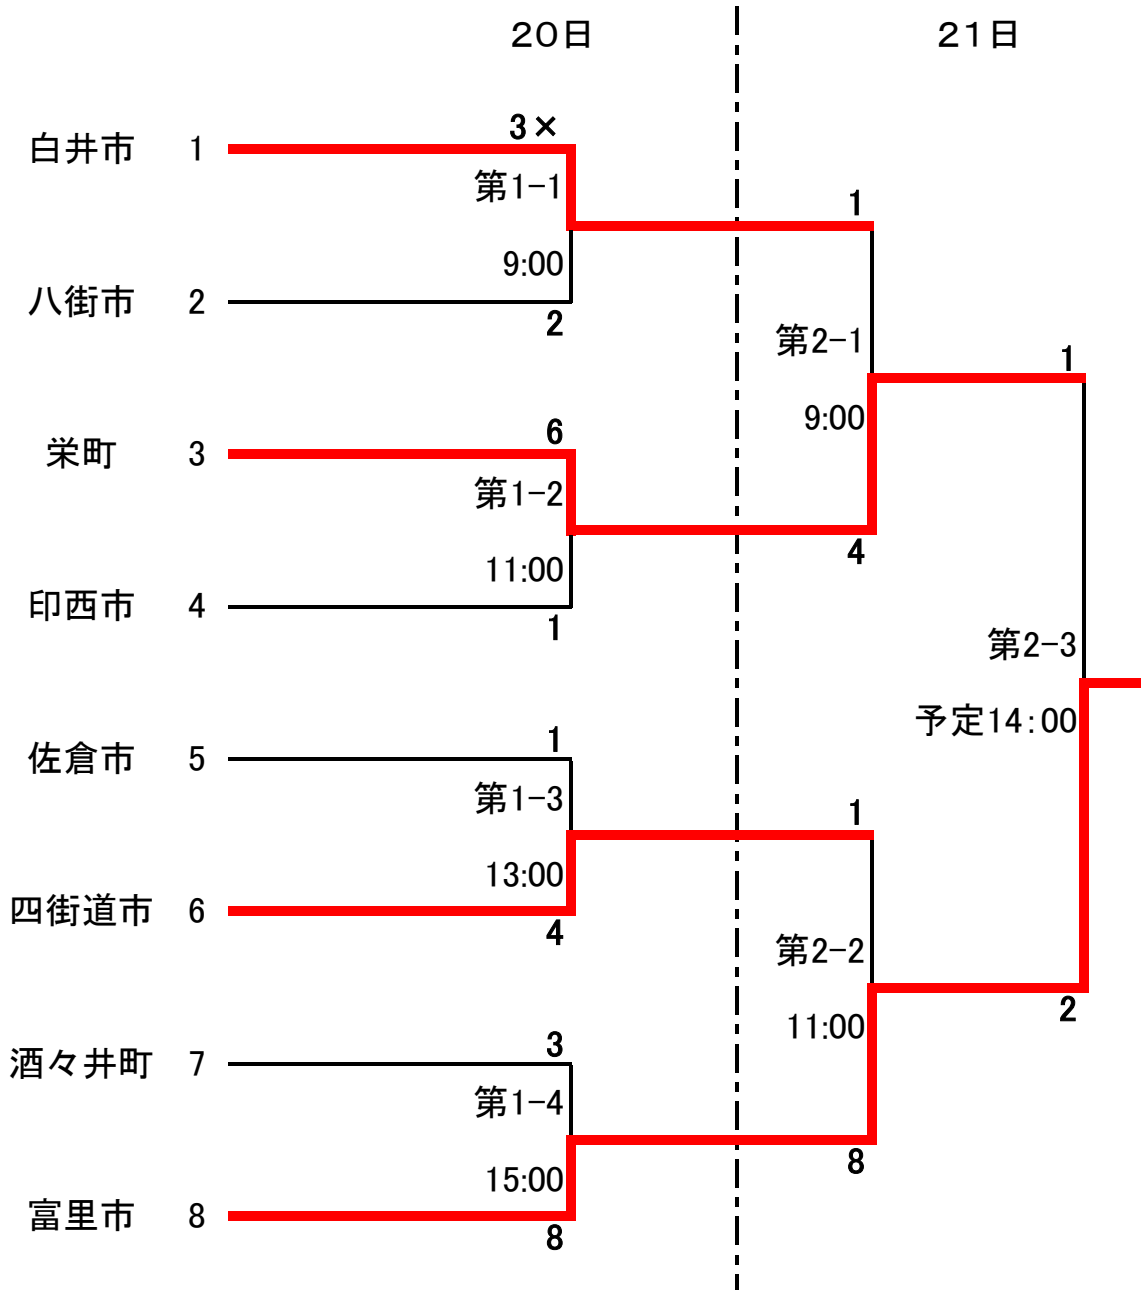 20日
21日
3×
白井市 1
第1-1
1
9:00
八街市 2
2
第2-1
1
6
9:00
栄町 3
第1-2
4
11:00
印西市 4
1
第2-3
予定14:00
1
佐倉市 5
第1-3
1
13:00
四街道市 6
4
第2-2
2
11:00
3
酒々井町 7
第1-4
8
15:00
富里市 8
8